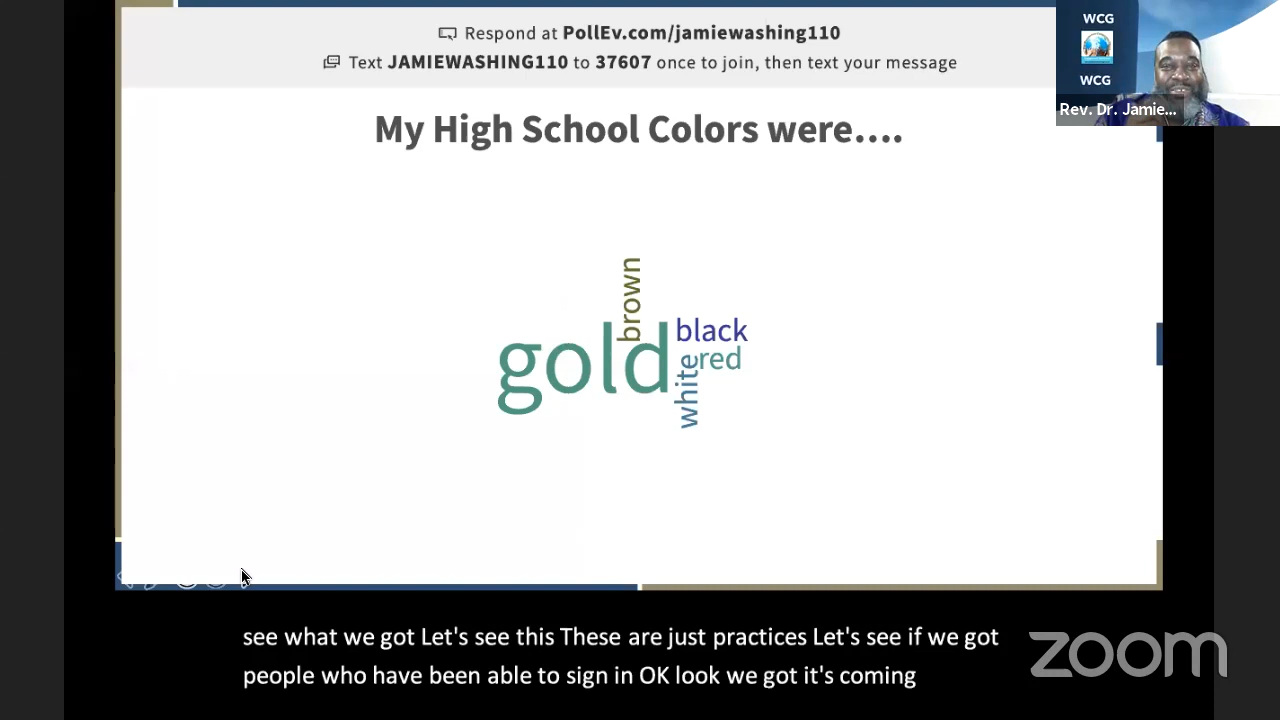 Respond at PollEv.com/jamiewashing110
Text JAMIEWASHING110 to 37607 once to join, then text your message
WCG
WCG
Rev. Dr. Jamie...
My High School Colors were....
brown
gold
black
red
white
see what we got Let's see this These are just practices Let's see if we got
people who have been able to sign in OK look we got it's coming
zoom